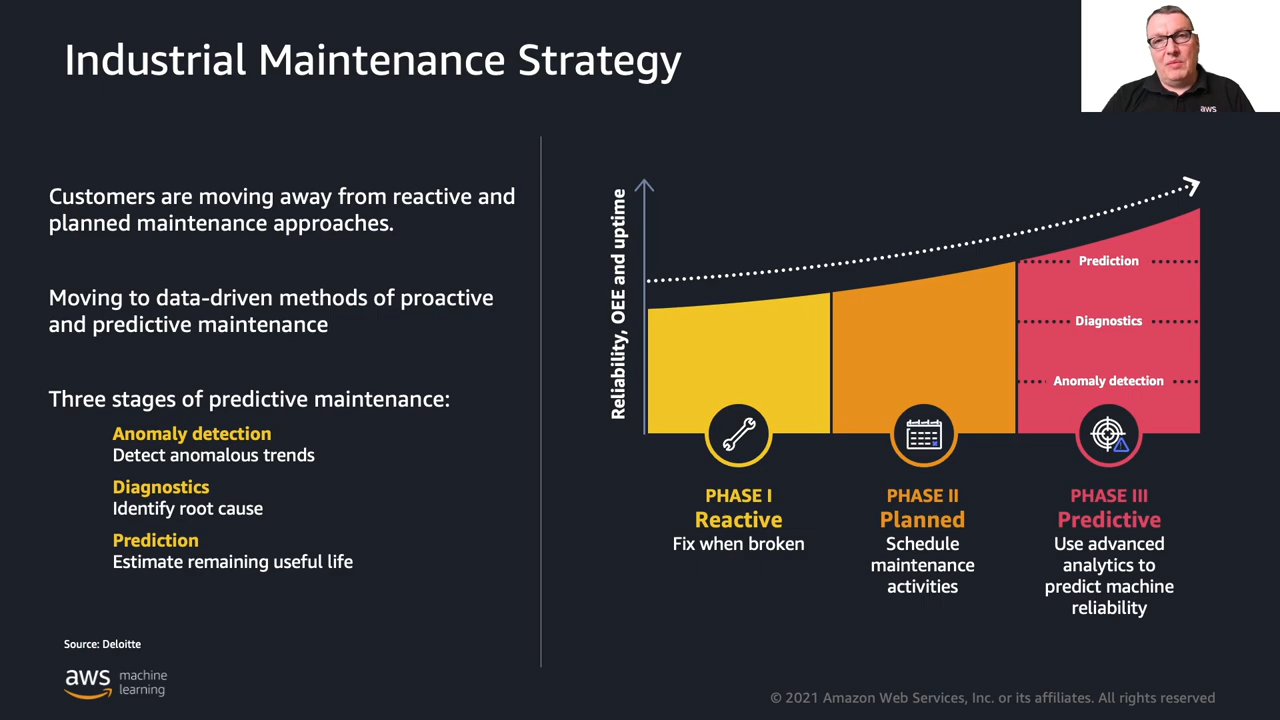 Industrial Maintenance Strategy
aws
Customers are moving away from reactive and
planned maintenance approaches.
Moving to data-driven methods of proactive
and predictive maintenance
Three stages of predictive maintenance:
Anomaly detection
Detect anomalous trends
Diagnostics
Identify root cause
Prediction
Estimate remaining useful life
Source: Deloitte
aws machine
learning
Reliability, OEE and uptime
Prediction
Diagnostics
Anomaly detection
PHASE I
Reactive
Fix when broken
PHASE II
Planned
Schedule
maintenance
activities
PHASE III
Predictive
Use advanced
analytics to
predict machine
reliability
© 2021 Amazon Web Services, Inc. or its affiliates. All rights reserved